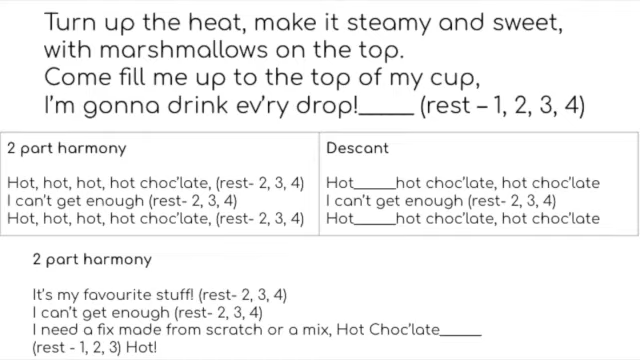 Turn up the heat, make it steamy and sweet,
with marshmallows on the top.
Come fill me up to the top of my cup,
I'm gonna drink ev'ry drop!_____ (rest – 1, 2, 3, 4)
2 part harmony
Hot, hot, hot, hot choc'late, (rest- 2, 3, 4)
I can't get enough (rest- 2, 3, 4)
Hot, hot, hot, hot choc'late, (rest- 2, 3, 4)
Descant
Hot_____hot choc'late, hot choc'late
I can't get enough (rest- 2, 3, 4)
Hot_____hot choc'late, hot choc'late
2 part harmony
It's my favourite stuff! (rest- 2, 3, 4)
I can't get enough (rest- 2, 3, 4)
I need a fix made from scratch or a mix, Hot Choc'late_____
(rest - 1, 2, 3) Hot!